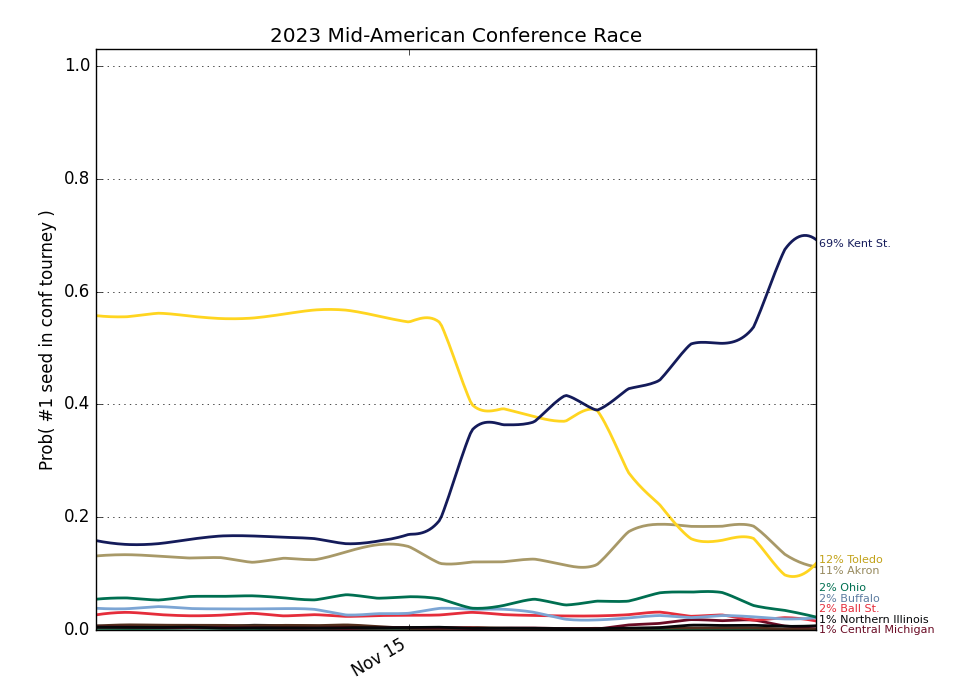 2023 Mid-American Conference Race
Prob( #1 seed in conf tourney )
1.0
0.8
0.6
0.4
0.2
0.0
Nov 15
69% Kent St.
12% Toledo
11% Akron
2% Ohio
2% Buffalo
2% Ball St.
1% Northern Illinois
1% Central Michigan